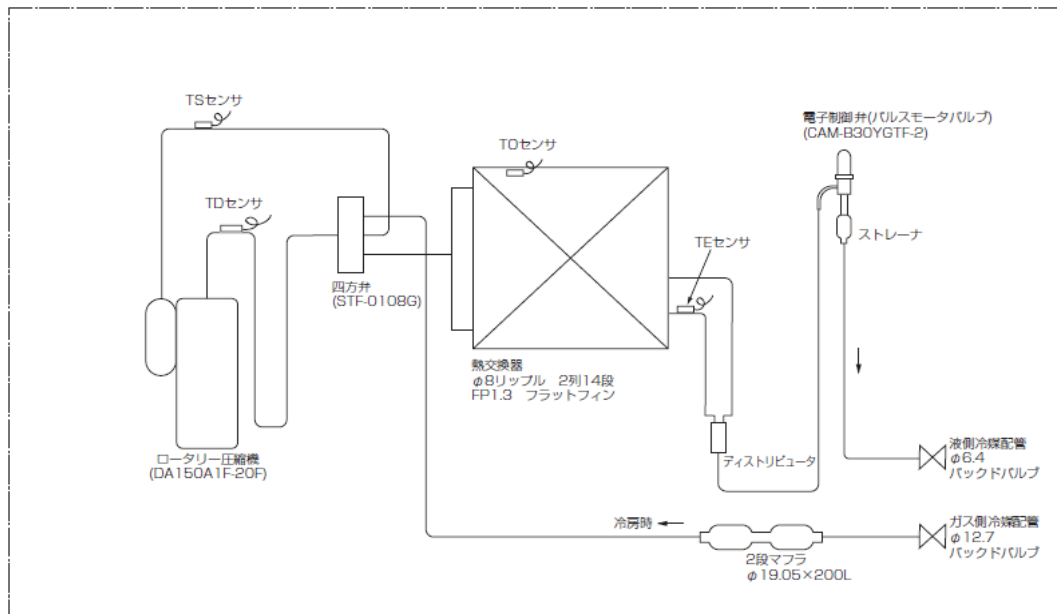 TSセンサ
TDセンサ
TOセンサ
電子制御弁(パルスモータバルブ)
(CAM-B30YGTF-2)
ストレーナ
TEセンサ
四方弁
(STF-0108G)
熱交換器
φ8リップル 2列14段
FP1.3 フラットフィン
ロータリー圧縮機
(DA150A1F-20F)
ディストリビュータ
液側冷媒配管
φ6.4
パックドバルブ
冷房時
2段マフラ
φ19.05×200L
ガス側冷媒配管
φ12.7
パックドバルブ